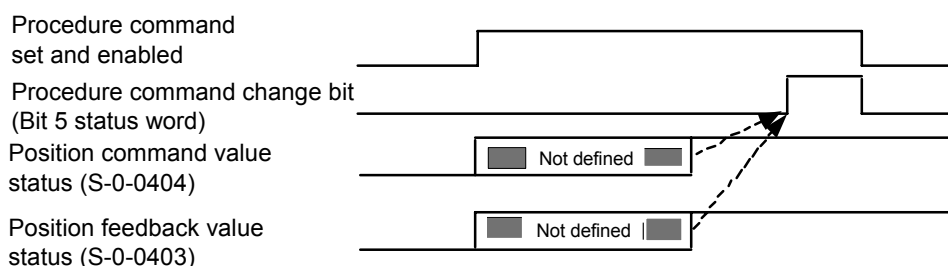 Procedure command
set and enabled
Procedure command change bit
(Bit 5 status word)
Position command value
status (S-0-0404)
Not defined
Position feedback value
status (S-0-0403)
Not defined